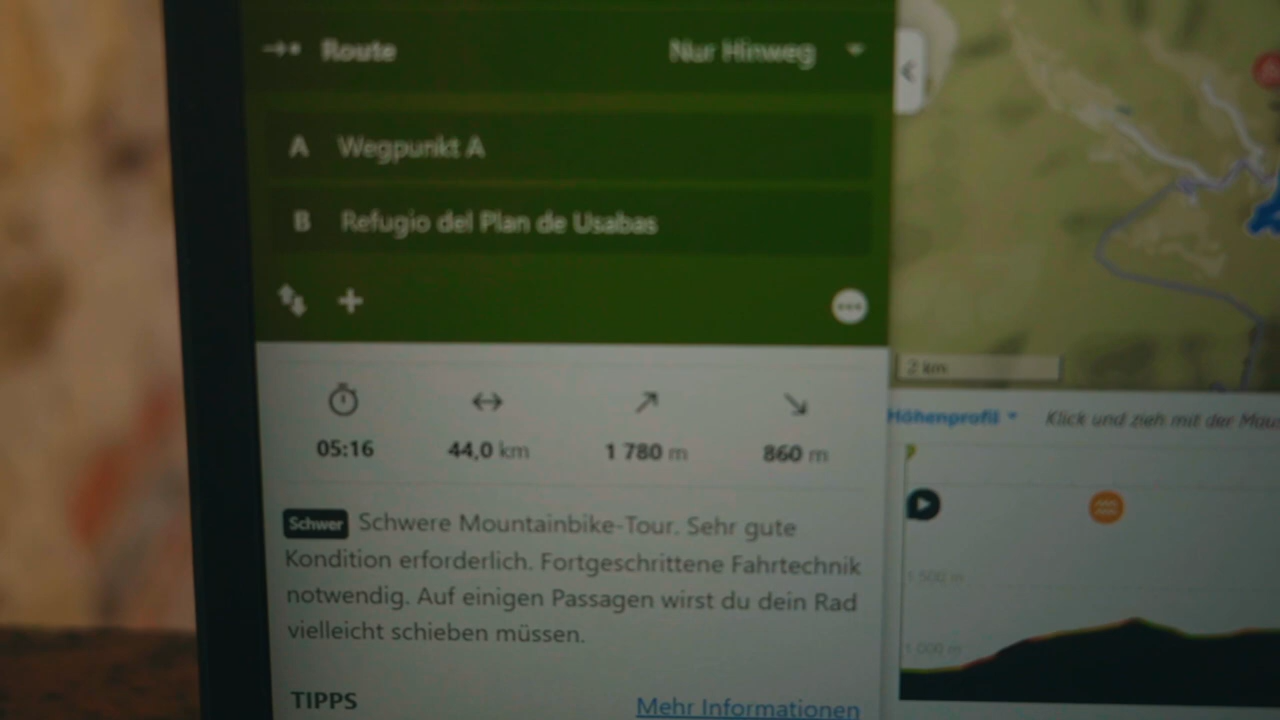 Route
Nur Hinweg
A Wegpunkt A
B Refugio del Plan de Usabas
05:16 44,0 km 1 780 m 860 m
Schwer Schwere Mountainbike-Tour. Sehr gute
Kondition erforderlich. Fortgeschrittene Fahrtechnik
notwendig. Auf einigen Passagen wirst du dein Rad
vielleicht schieben müssen.
TIPPS
Mehr Informationen
2 km
Höhenprofil Klick und zieh mit der Maus
1 500 m
1 000 m